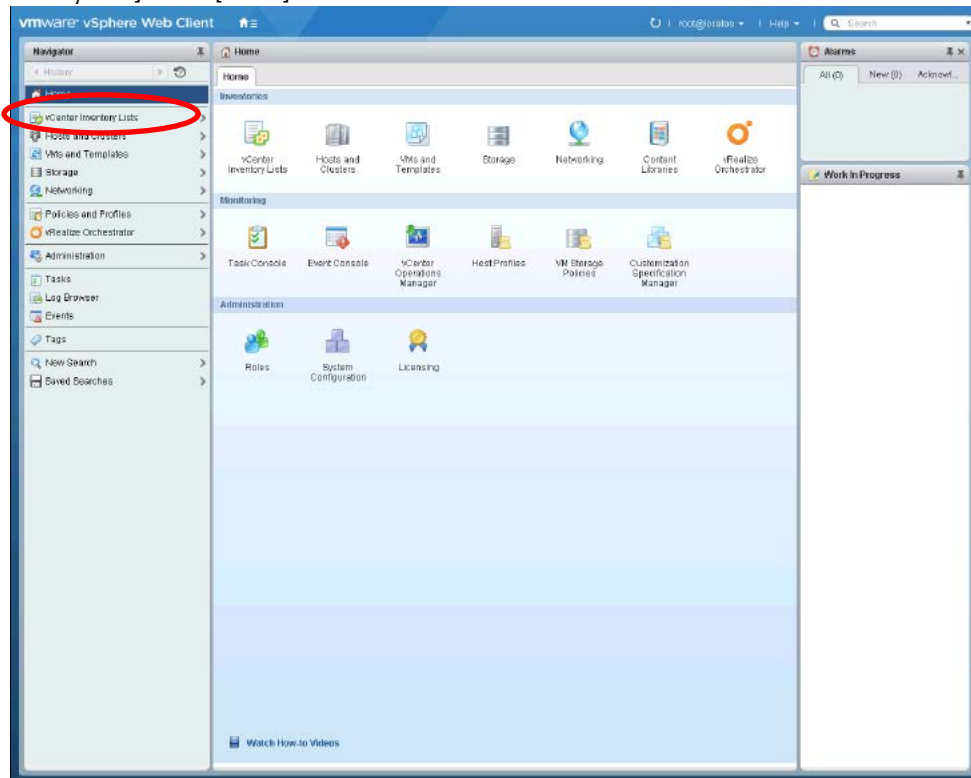 vmware® vSphere Web Client
root@loralos
Help
Search
Navigator
History
Home
vCenter Inventory Lists
Hosts and Clusters
VMs and Templates
Storage
Networking
Policies and Profiles
vRealize Orchestrator
Administration
Tasks
Log Browser
Events
Tags
New Search
Saved Searches
Home
Home
Inventories
vCenter Inventory Lists
Hosts and Clusters
VMs and Templates
Storage
Networking
Content Libraries
vRealize Orchestrator
Monitoring
Task Console
Event Console
vCenter Operations Manager
Host Profiles
VM Storage Policies
Customization Specification Manager
Administration
Roles
System Configuration
Licensing
Watch How-to Videos
Alarms
All (0) New (0) Acknowl...
Work In Progress